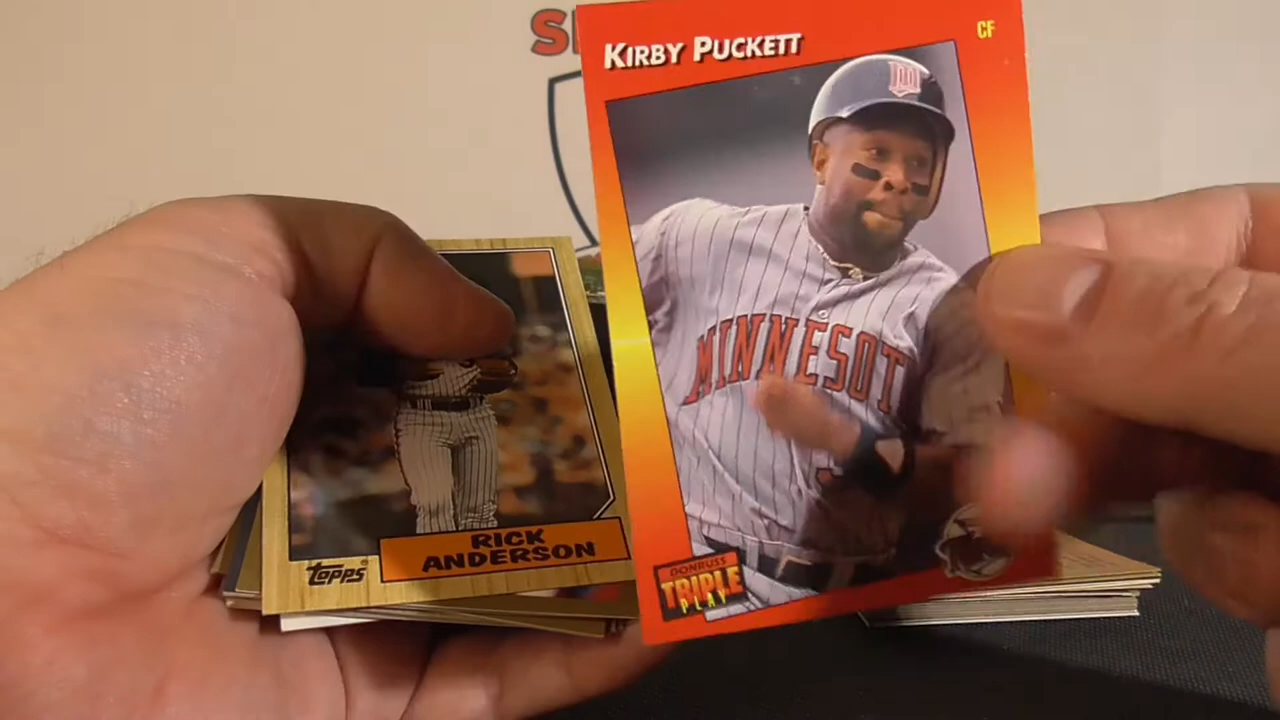 KIRBY PUCKETT
CF
MINNESOT
DONRUSS
TRIPLE
PLAY
RICK
ANDERSON
Topps